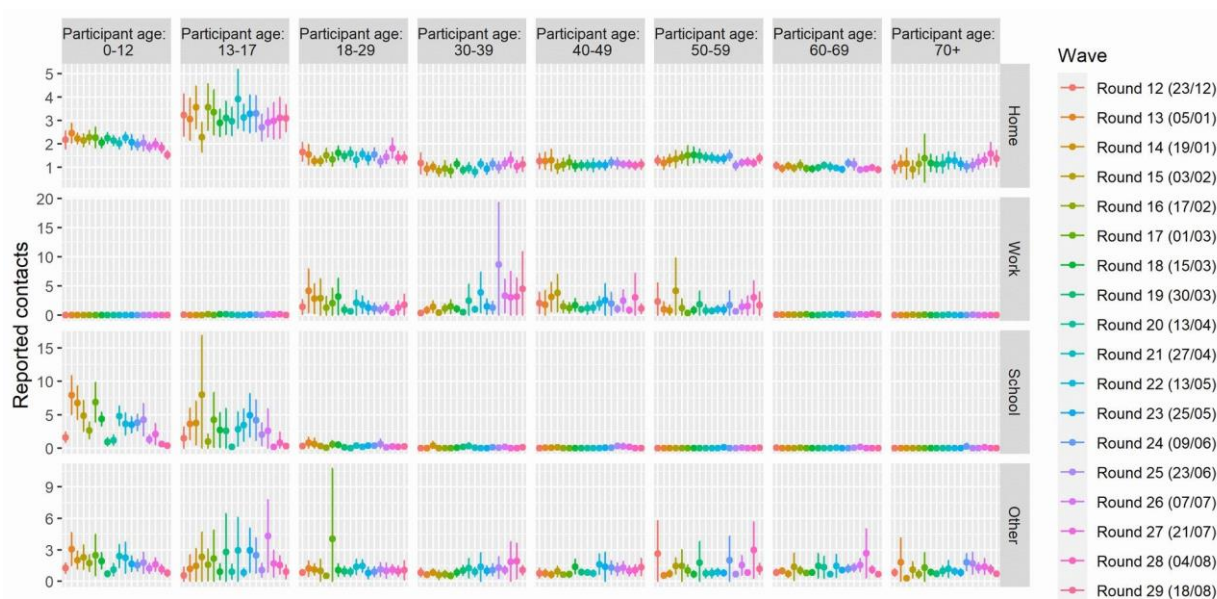 Participant age: Participant age: Participant age: Participant age: Participant age: Participant age: Participant age: Participant age:
0-12 13-17 18-29 30-39 40-49 50-59 60-69 70+
Reported contacts
5
4
3
2
1
Home
20
15
10
5
0
Work
15
10
5
0
School
9
6
3
0
Other
Wave
Round 12 (23/12)
Round 13 (05/01)
Round 14 (19/01)
Round 15 (03/02)
Round 16 (17/02)
Round 17 (01/03)
Round 18 (15/03)
Round 19 (30/03)
Round 20 (13/04)
Round 21 (27/04)
Round 22 (13/05)
Round 23 (25/05)
Round 24 (09/06)
Round 25 (23/06)
Round 26 (07/07)
Round 27 (21/07)
Round 28 (04/08)
Round 29 (18/08)